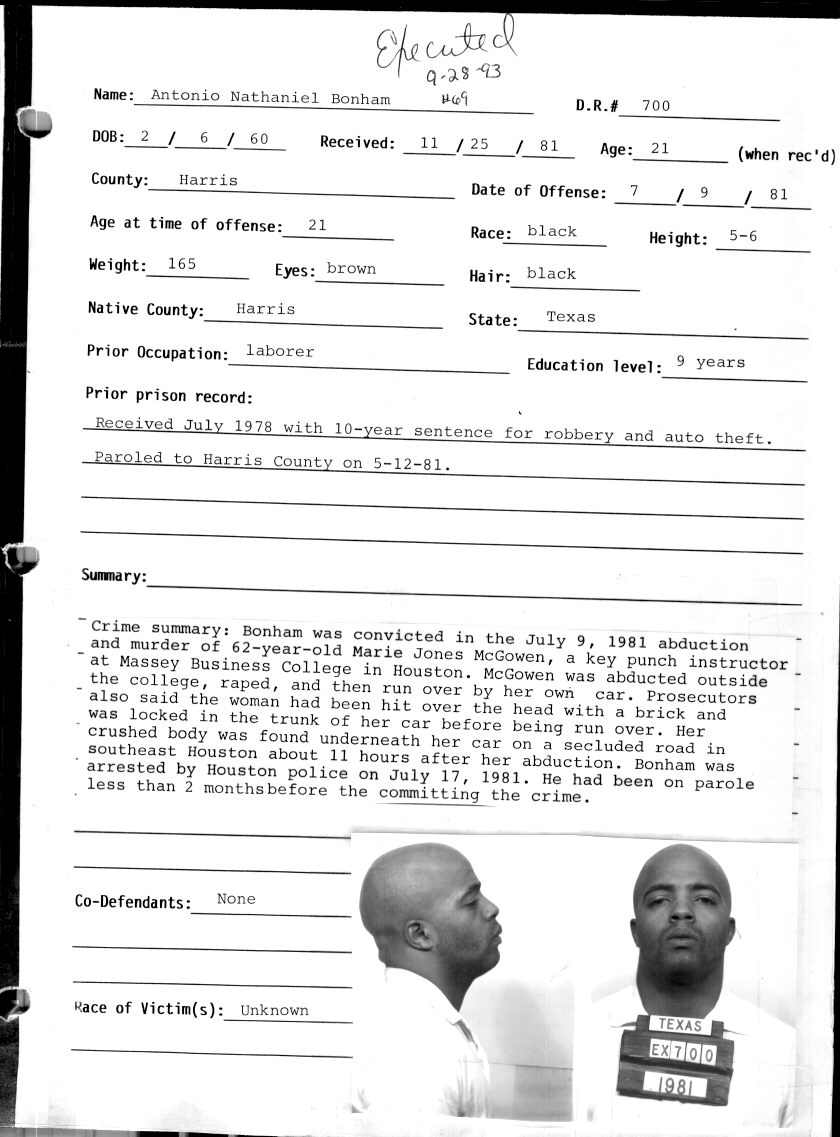 Executed
9-28-93
Name: Antonio Nathaniel Bonham #69 D.R.# 700
DOB: 2 / 6 / 60 Received: 11 / 25 / 81 Age: 21 (when rec'd)
County: Harris Date of Offense: 7 / 9 / 81
Age at time of offense: 21 Race: black Height: 5-6
Weight: 165 Eyes: brown Hair: black
Native County: Harris State: Texas
Prior Occupation: laborer Education level: 9 years
Prior prison record:
Received July 1978 with 10-year sentence for robbery and auto theft.
Paroled to Harris County on 5-12-81.
Summary:
Crime summary: Bonham was convicted in the July 9, 1981 abduction
and murder of 62-year-old Marie Jones McGowen, a key punch instructor
at Massey Business College in Houston. McGowen was abducted outside
the college, raped, and then run over by her own car. Prosecutors
also said the woman had been hit over the head with a brick and
was locked in the trunk of her car before being run over. Her
crushed body was found underneath her car on a secluded road in
southeast Houston about 11 hours after her abduction. Bonham was
arrested by Houston police on July 17, 1981. He had been on parole
less than 2 months before the committing the crime.
Co-Defendants: None
Race of Victim(s): Unknown
TEXAS
EX700
1981